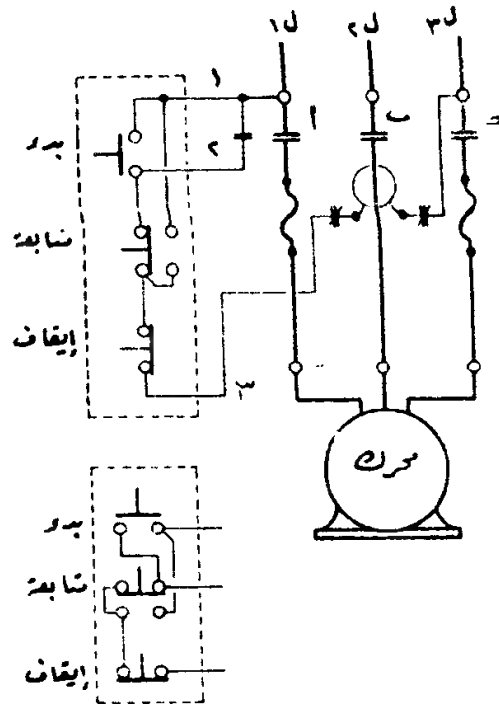 ل١ ل٢ ل٣
١
بدء
٢
أ ب ج
متابعة
إيقاف
٣
محرك
بدء
متابعة
إيقاف